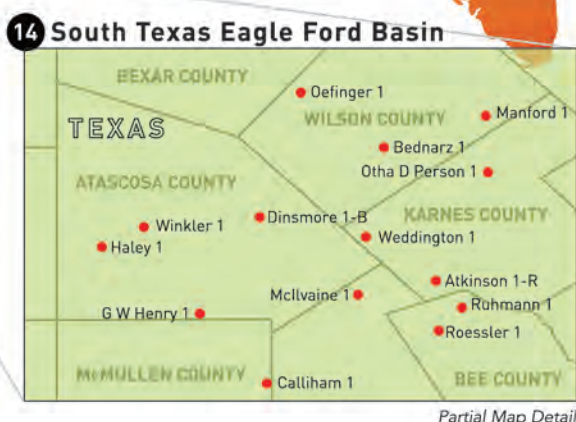 14 South Texas Eagle Ford Basin
BEXAR COUNTY
Oefinger 1
WILSON COUNTY
Manford 1
TEXAS
Bednarz 1
Otha D Person 1
ATASCOSA COUNTY
Dinsmore 1-B
KARNES COUNTY
Winkler 1
Weddington 1
Haley 1
Atkinson 1-R
McIlvaine 1
Ruhmann 1
G W Henry 1
Roessler 1
McMULLEN COUNTY
Calliham 1
BEE COUNTY
Partial Map Detail